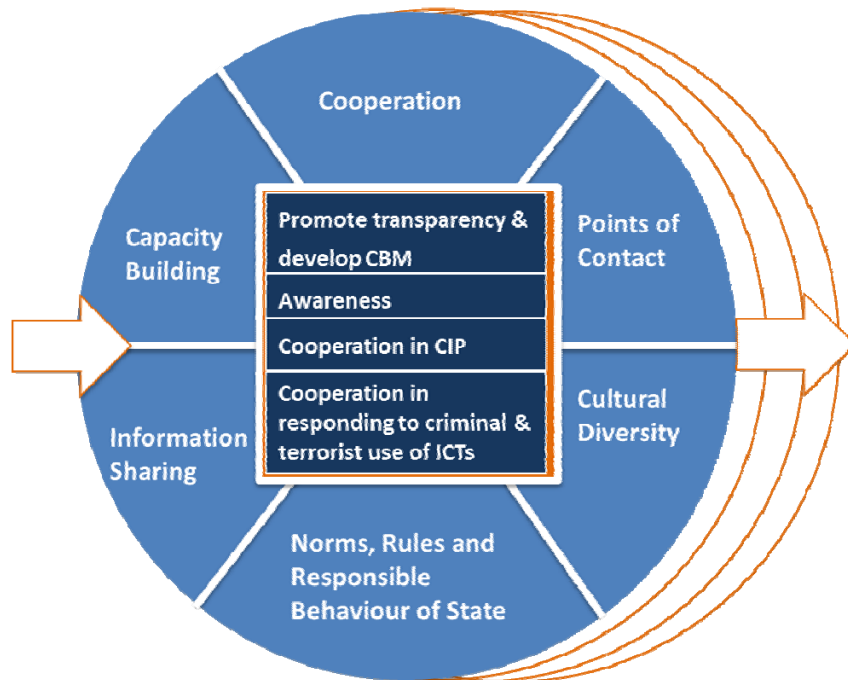 Cooperation
Capacity
Building
Points of
Contact
Promote transparency &
develop CBM
Awareness
Cooperation in CIP
Cooperation in
responding to criminal &
terrorist use of ICTs
Information
Sharing
Cultural
Diversity
Norms, Rules and
Responsible
Behaviour of State